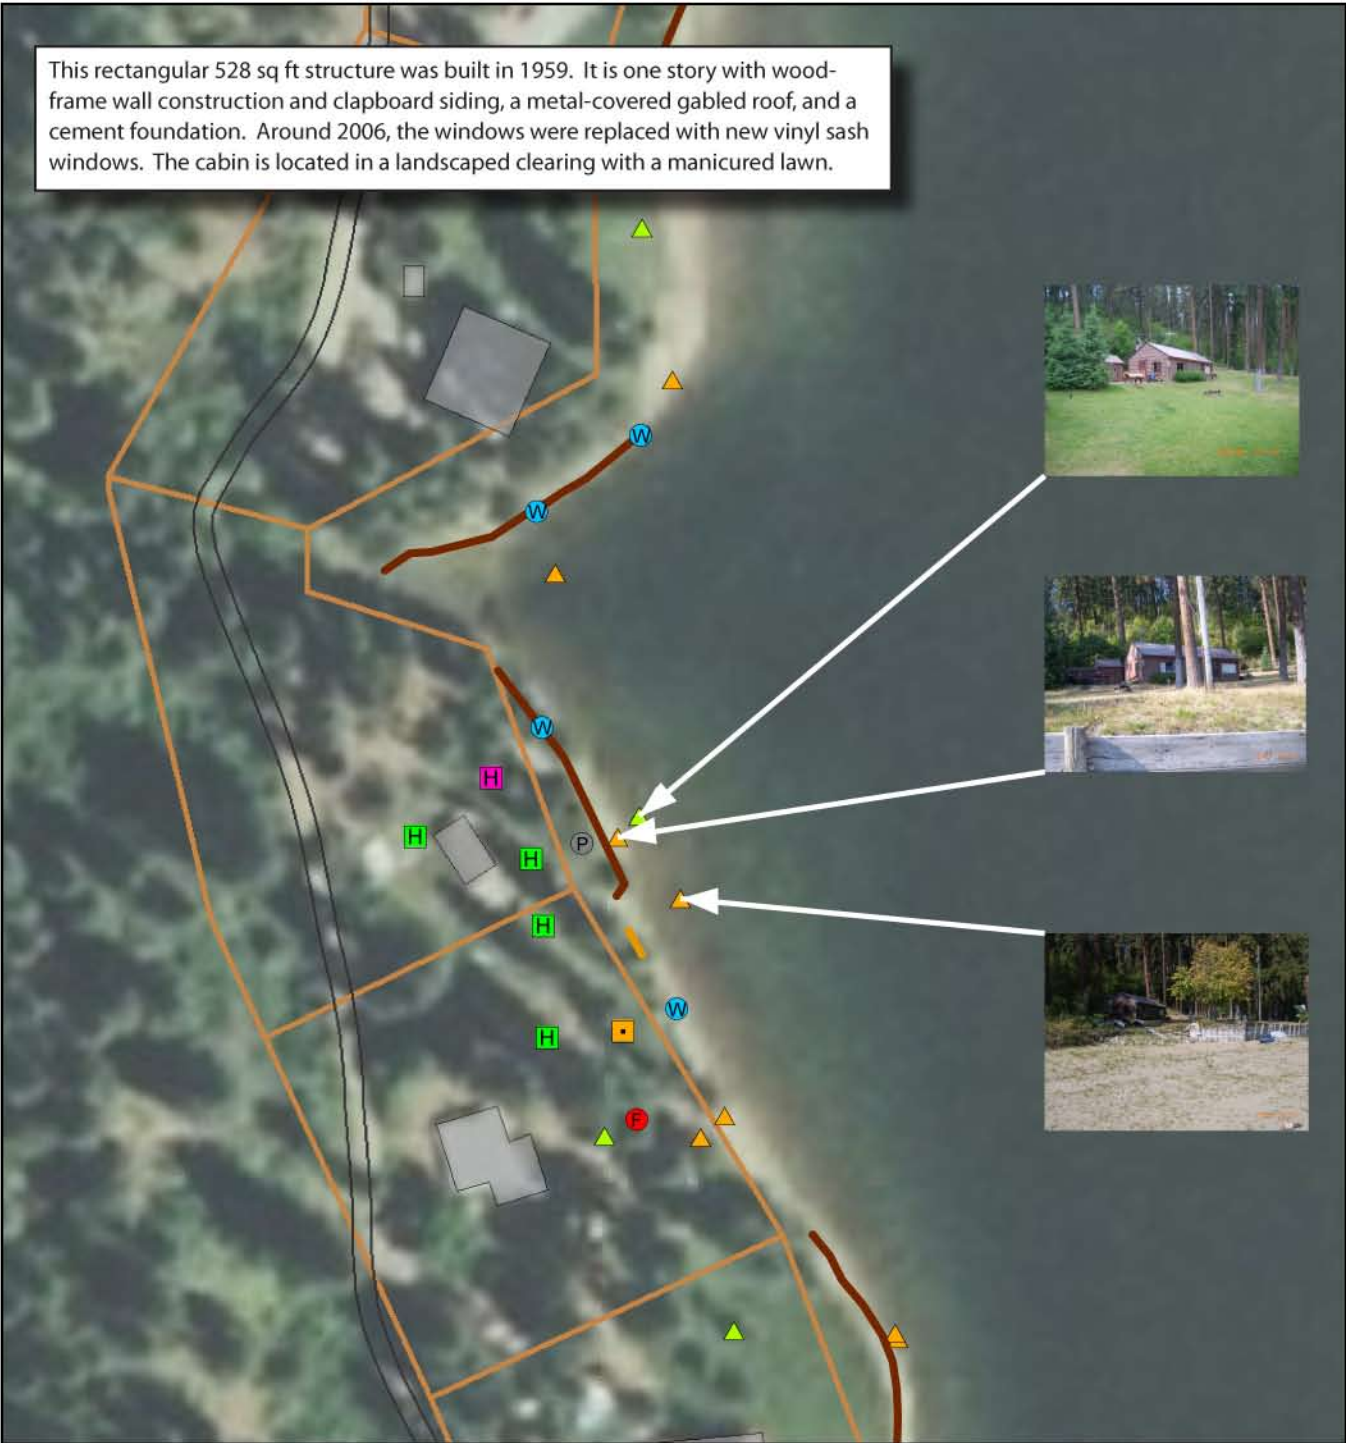 This rectangular 528 sq ft structure was built in 1959.  It is one story with wood-
frame wall construction and clapboard siding, a metal-covered gabled roof, and a
cement foundation.  Around 2006, the windows were replaced with new vinyl sash
windows.  The cabin is located in a landscaped clearing with a manicured lawn.
W
W
W
H
H
P
H
H
W
H
F